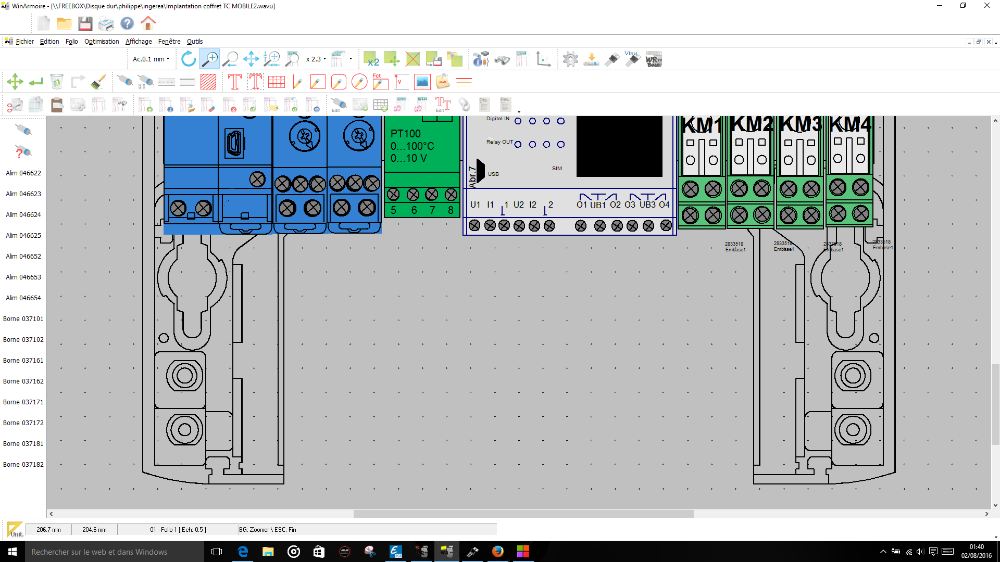 WinArmoire - [\\FREEBOX\Disque dur\philippe\ingerea\Implantation coffret TC MOBILE2.wavu]
Fichier Edition Folio Optimisation Affichage Fenêtre Outils
Ac.0.1 mm
x 2.3
x2
Visu
WR
Base
Fct
V
Note
Edit
Edit
Obj.
Rev.
Alim 046622
Alim 046623
Alim 046624
Alim 046625
Alim 046652
Alim 046653
Alim 046654
Borne 037101
Borne 037102
Borne 037161
Borne 037162
Borne 037171
Borne 037172
Borne 037181
Borne 037182
PT100
0...100°C
0...10 V
5 6 7 8
Digital IN
Relay OUT
Abr.7
USB
SIM
U1 I1 1 U2 I2 2 O1 UB1 O2 O3 UB3 O4
KM1 KM2 KM3 KM4
2833518
Embase1
2833518
Embase1
2833518
Embase1
2833518
Embase1
Unit.
206.7 mm
204.6 mm
01 - Folio 1 [ Ech: 0.5 ]
BG: Zoomer \ ESC: Fin
Rechercher sur le web et dans Windows
01:40
02/08/2016